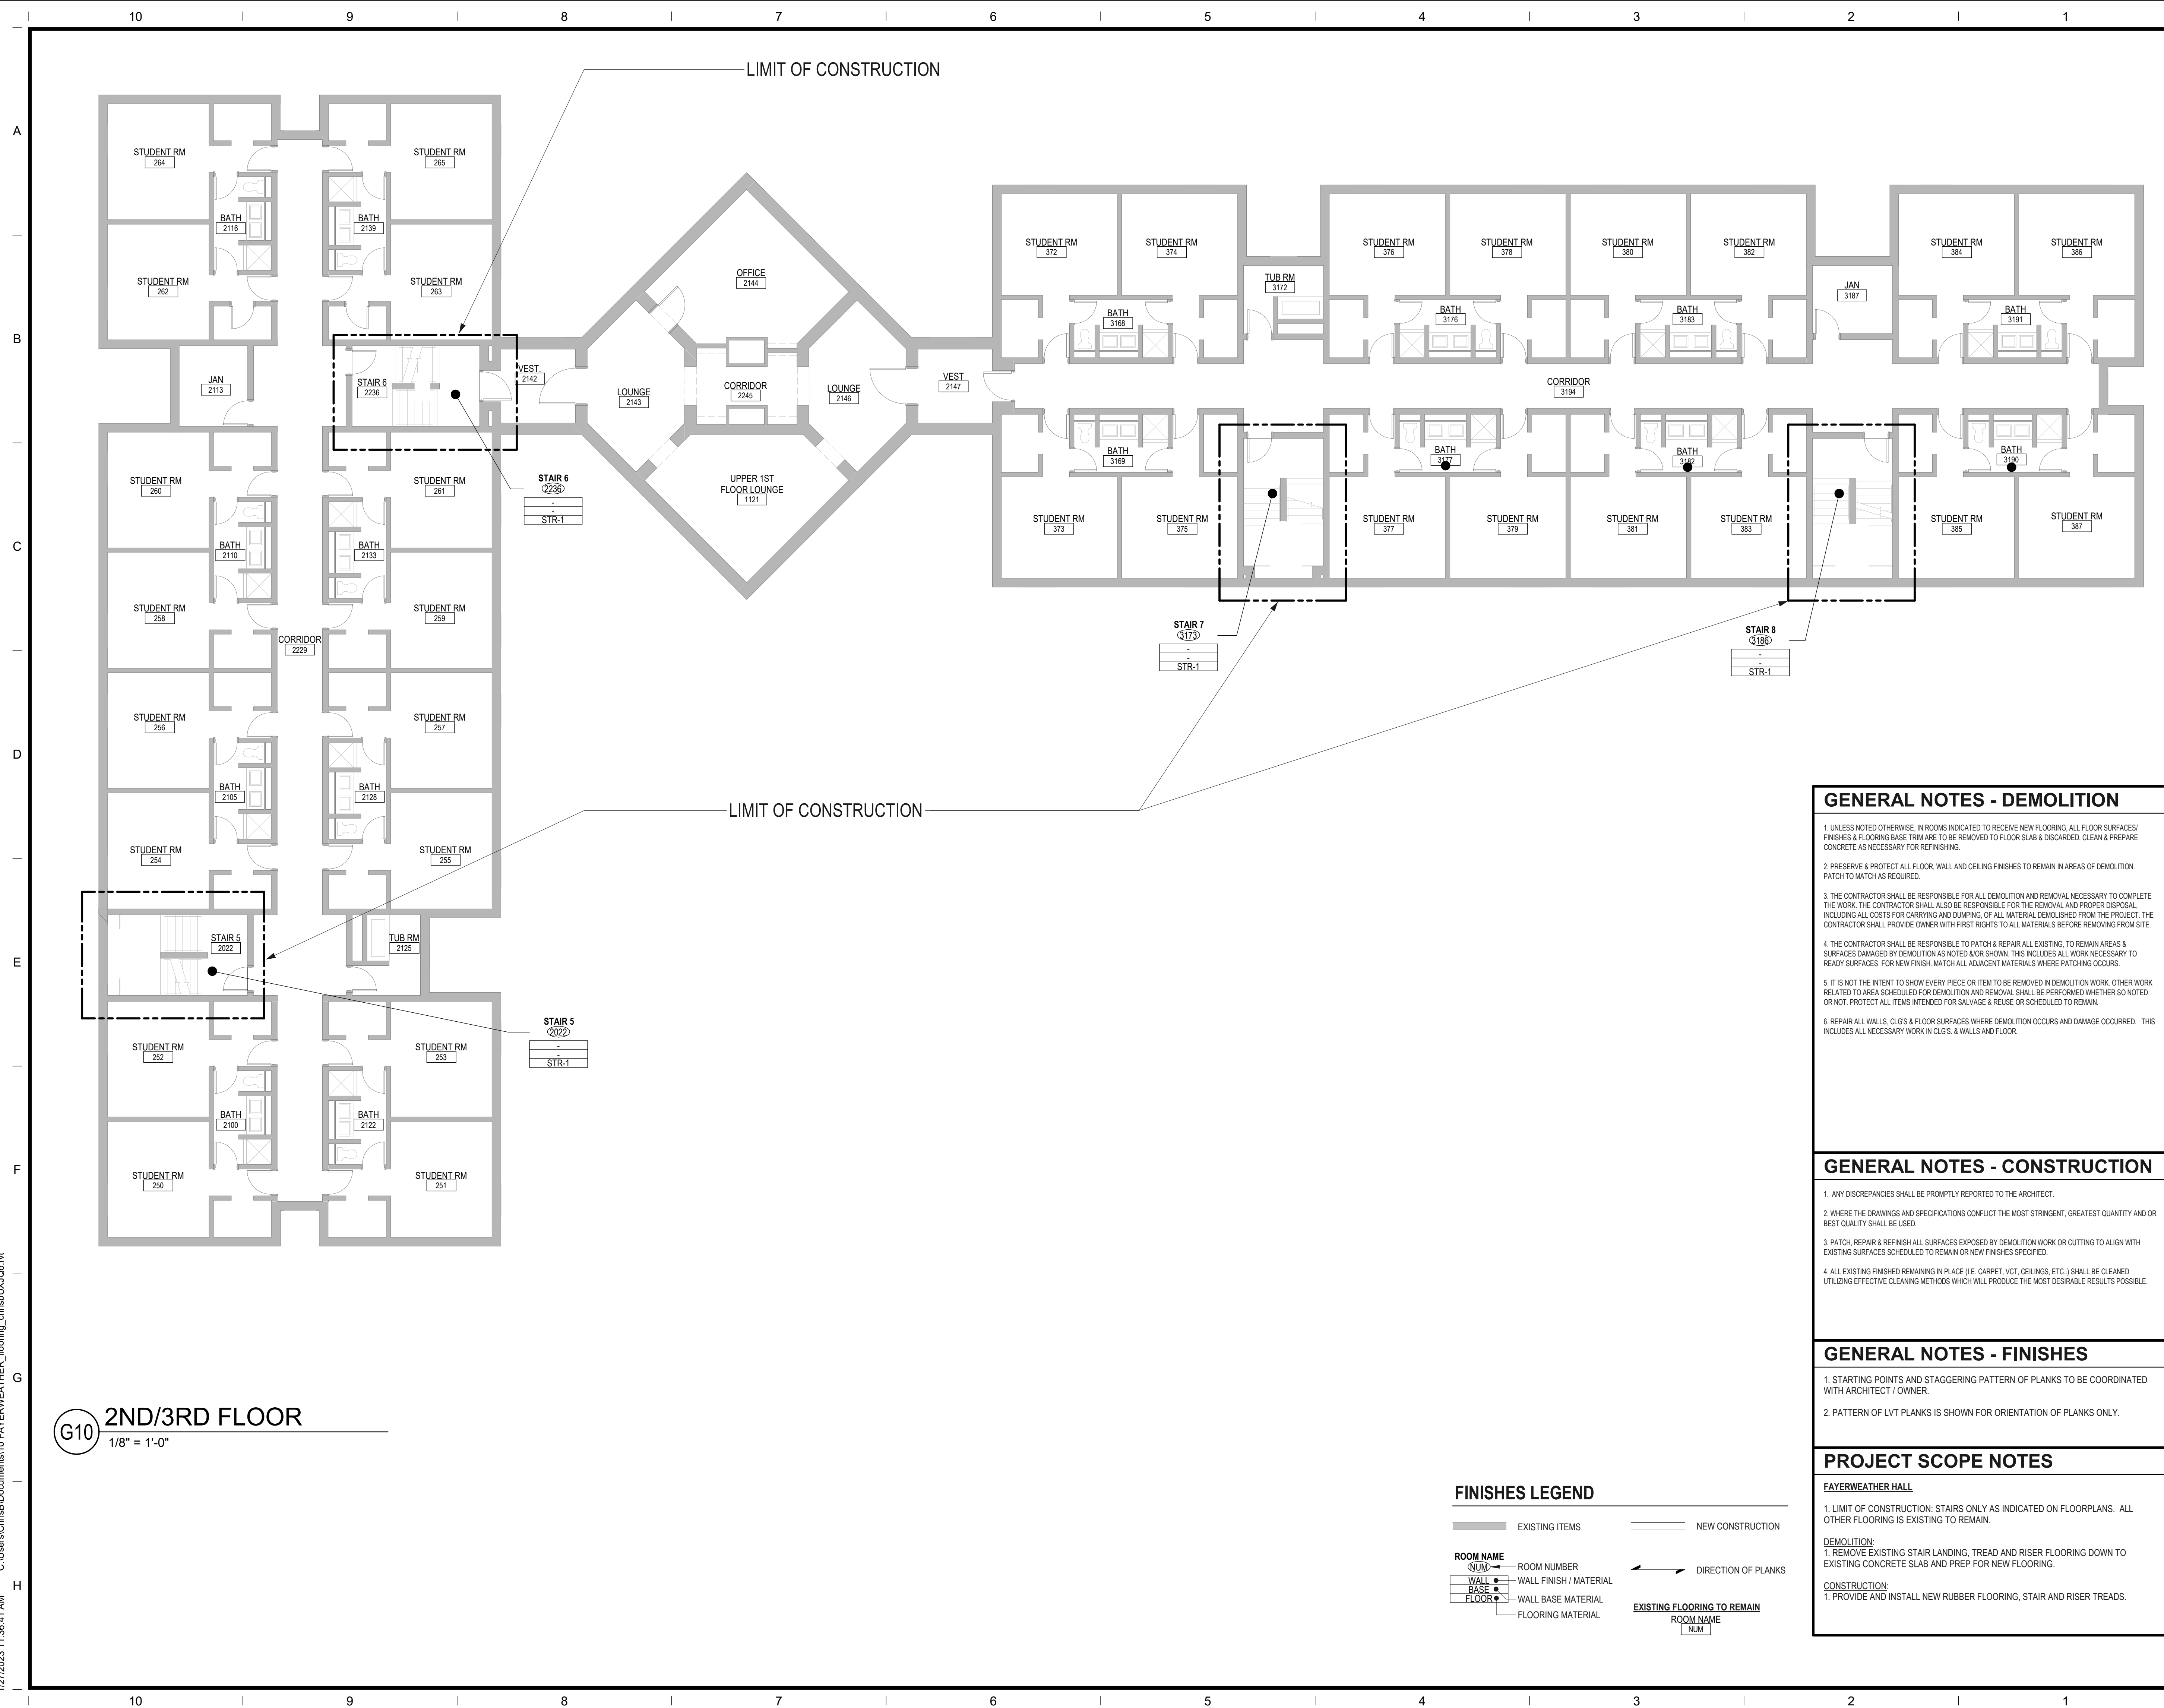 10 9 8 7 6 5 4 3 2 1
A
B
C
D
E
F
G
H
LIMIT OF CONSTRUCTION
STUDENT RM
264
STUDENT RM
265
BATH
2116
BATH
2139
STUDENT RM
262
STUDENT RM
263
JAN
2113
STAIR 6
2236
VEST.
2142
OFFICE
2144
LOUNGE
2143
CORRIDOR
2245
LOUNGE
2146
VEST
2147
UPPER 1ST
FLOOR LOUNGE
1121
STAIR 6
2236
-
-
STR-1
STUDENT RM
372
STUDENT RM
374
TUB RM
3172
STUDENT RM
376
STUDENT RM
378
STUDENT RM
380
STUDENT RM
382
JAN
3187
STUDENT RM
384
STUDENT RM
386
BATH
3168
BATH
3176
BATH
3183
BATH
3191
CORRIDOR
3194
BATH
3169
BATH
3177
BATH
3182
BATH
3190
STUDENT RM
373
STUDENT RM
375
STUDENT RM
377
STUDENT RM
379
STUDENT RM
381
STUDENT RM
383
STUDENT RM
385
STUDENT RM
387
STAIR 7
3173
-
-
STR-1
STAIR 8
3186
-
-
STR-1
STUDENT RM
260
STUDENT RM
261
BATH
2110
BATH
2133
STUDENT RM
258
STUDENT RM
259
CORRIDOR
2229
STUDENT RM
256
STUDENT RM
257
BATH
2105
BATH
2128
LIMIT OF CONSTRUCTION
STUDENT RM
254
STUDENT RM
255
STAIR 5
2022
TUB RM
2125
STAIR 5
2022
-
-
STR-1
STUDENT RM
252
STUDENT RM
253
BATH
2100
BATH
2122
STUDENT RM
250
STUDENT RM
251
G10
2ND/3RD FLOOR
1/8" = 1'-0"
FINISHES LEGEND
EXISTING ITEMS
NEW CONSTRUCTION
ROOM NAME
NUM
ROOM NUMBER
WALL
WALL FINISH / MATERIAL
BASE
WALL BASE MATERIAL
FLOOR
FLOORING MATERIAL
DIRECTION OF PLANKS
EXISTING FLOORING TO REMAIN
ROOM NAME
NUM
GENERAL NOTES - DEMOLITION
1. UNLESS NOTED OTHERWISE, IN ROOMS INDICATED TO RECEIVE NEW FLOORING, ALL FLOOR SURFACES/
FINISHES & FLOORING BASE TRIM ARE TO BE REMOVED TO FLOOR SLAB & DISCARDED. CLEAN & PREPARE
CONCRETE AS NECESSARY FOR REFINISHING.
2. PRESERVE & PROTECT ALL FLOOR, WALL AND CEILING FINISHES TO REMAIN IN AREAS OF DEMOLITION.
PATCH TO MATCH AS REQUIRED.
3. THE CONTRACTOR SHALL BE RESPONSIBLE FOR ALL DEMOLITION AND REMOVAL NECESSARY TO COMPLETE
THE WORK. THE CONTRACTOR SHALL ALSO BE RESPONSIBLE FOR THE REMOVAL AND PROPER DISPOSAL,
INCLUDING ALL COSTS FOR CARRYING AND DUMPING, OF ALL MATERIAL DEMOLISHED FROM THE PROJECT. THE
CONTRACTOR SHALL PROVIDE OWNER WITH FIRST RIGHTS TO ALL MATERIALS BEFORE REMOVING FROM SITE.
4. THE CONTRACTOR SHALL BE RESPONSIBLE TO PATCH & REPAIR ALL EXISTING, TO REMAIN AREAS &
SURFACES DAMAGED BY DEMOLITION AS NOTED &/OR SHOWN. THIS INCLUDES ALL WORK NECESSARY TO
READY SURFACES FOR NEW FINISH. MATCH ALL ADJACENT MATERIALS WHERE PATCHING OCCURS.
5. IT IS NOT THE INTENT TO SHOW EVERY PIECE OR ITEM TO BE REMOVED IN DEMOLITION WORK. OTHER WORK
RELATED TO AREA SCHEDULED FOR DEMOLITION AND REMOVAL SHALL BE PERFORMED WHETHER SO NOTED
OR NOT. PROTECT ALL ITEMS INTENDED FOR SALVAGE & REUSE OR SCHEDULED TO REMAIN.
6. REPAIR ALL WALLS, CLG'S & FLOOR SURFACES WHERE DEMOLITION OCCURS AND DAMAGE OCCURRED. THIS
INCLUDES ALL NECESSARY WORK IN CLG'S. & WALLS AND FLOOR.
GENERAL NOTES - CONSTRUCTION
1. ANY DISCREPANCIES SHALL BE PROMPTLY REPORTED TO THE ARCHITECT.
2. WHERE THE DRAWINGS AND SPECIFICATIONS CONFLICT THE MOST STRINGENT, GREATEST QUANTITY AND OR
BEST QUALITY SHALL BE USED.
3. PATCH, REPAIR & REFINISH ALL SURFACES EXPOSED BY DEMOLITION WORK OR CUTTING TO ALIGN WITH
EXISTING SURFACES SCHEDULED TO REMAIN OR NEW FINISHES SPECIFIED.
4. ALL EXISTING FINISHED REMAINING IN PLACE (I.E. CARPET, VCT, CEILINGS, ETC..) SHALL BE CLEANED
UTILIZING EFFECTIVE CLEANING METHODS WHICH WILL PRODUCE THE MOST DESIRABLE RESULTS POSSIBLE.
GENERAL NOTES - FINISHES
1. STARTING POINTS AND STAGGERING PATTERN OF PLANKS TO BE COORDINATED
WITH ARCHITECT / OWNER.
2. PATTERN OF LVT PLANKS IS SHOWN FOR ORIENTATION OF PLANKS ONLY.
PROJECT SCOPE NOTES
FAYERWEATHER HALL
1. LIMIT OF CONSTRUCTION: STAIRS ONLY AS INDICATED ON FLOORPLANS. ALL
OTHER FLOORING IS EXISTING TO REMAIN.
DEMOLITION:
1. REMOVE EXISTING STAIR LANDING, TREAD AND RISER FLOORING DOWN TO
EXISTING CONCRETE SLAB AND PREP FOR NEW FLOORING.
CONSTRUCTION:
1. PROVIDE AND INSTALL NEW RUBBER FLOORING, STAIR AND RISER TREADS.
10 9 8 7 6 5 4 3 2 1